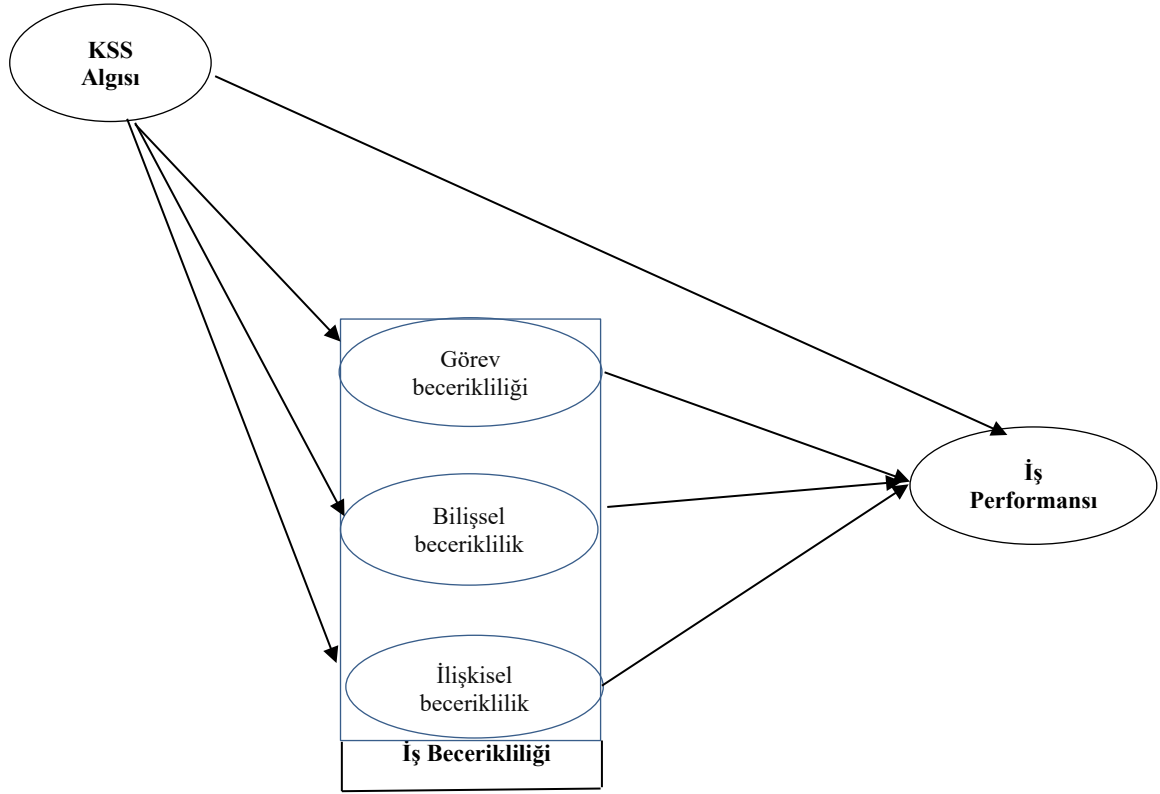 KSS
Algısı
Görev
becerikliliği
Bilişsel
beceriklilik
İlişkisel
beceriklilik
İş Becerikliliği
İş
Performansı